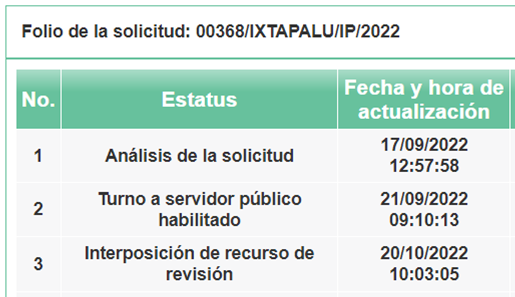 Folio de la solicitud: 00368/IXTAPALU/IP/2022
No. Estatus Fecha y hora de actualización
1 Análisis de la solicitud 17/09/2022 12:57:58
2 Turno a servidor público habilitado 21/09/2022 09:10:13
3 Interposición de recurso de revisión 20/10/2022 10:03:05